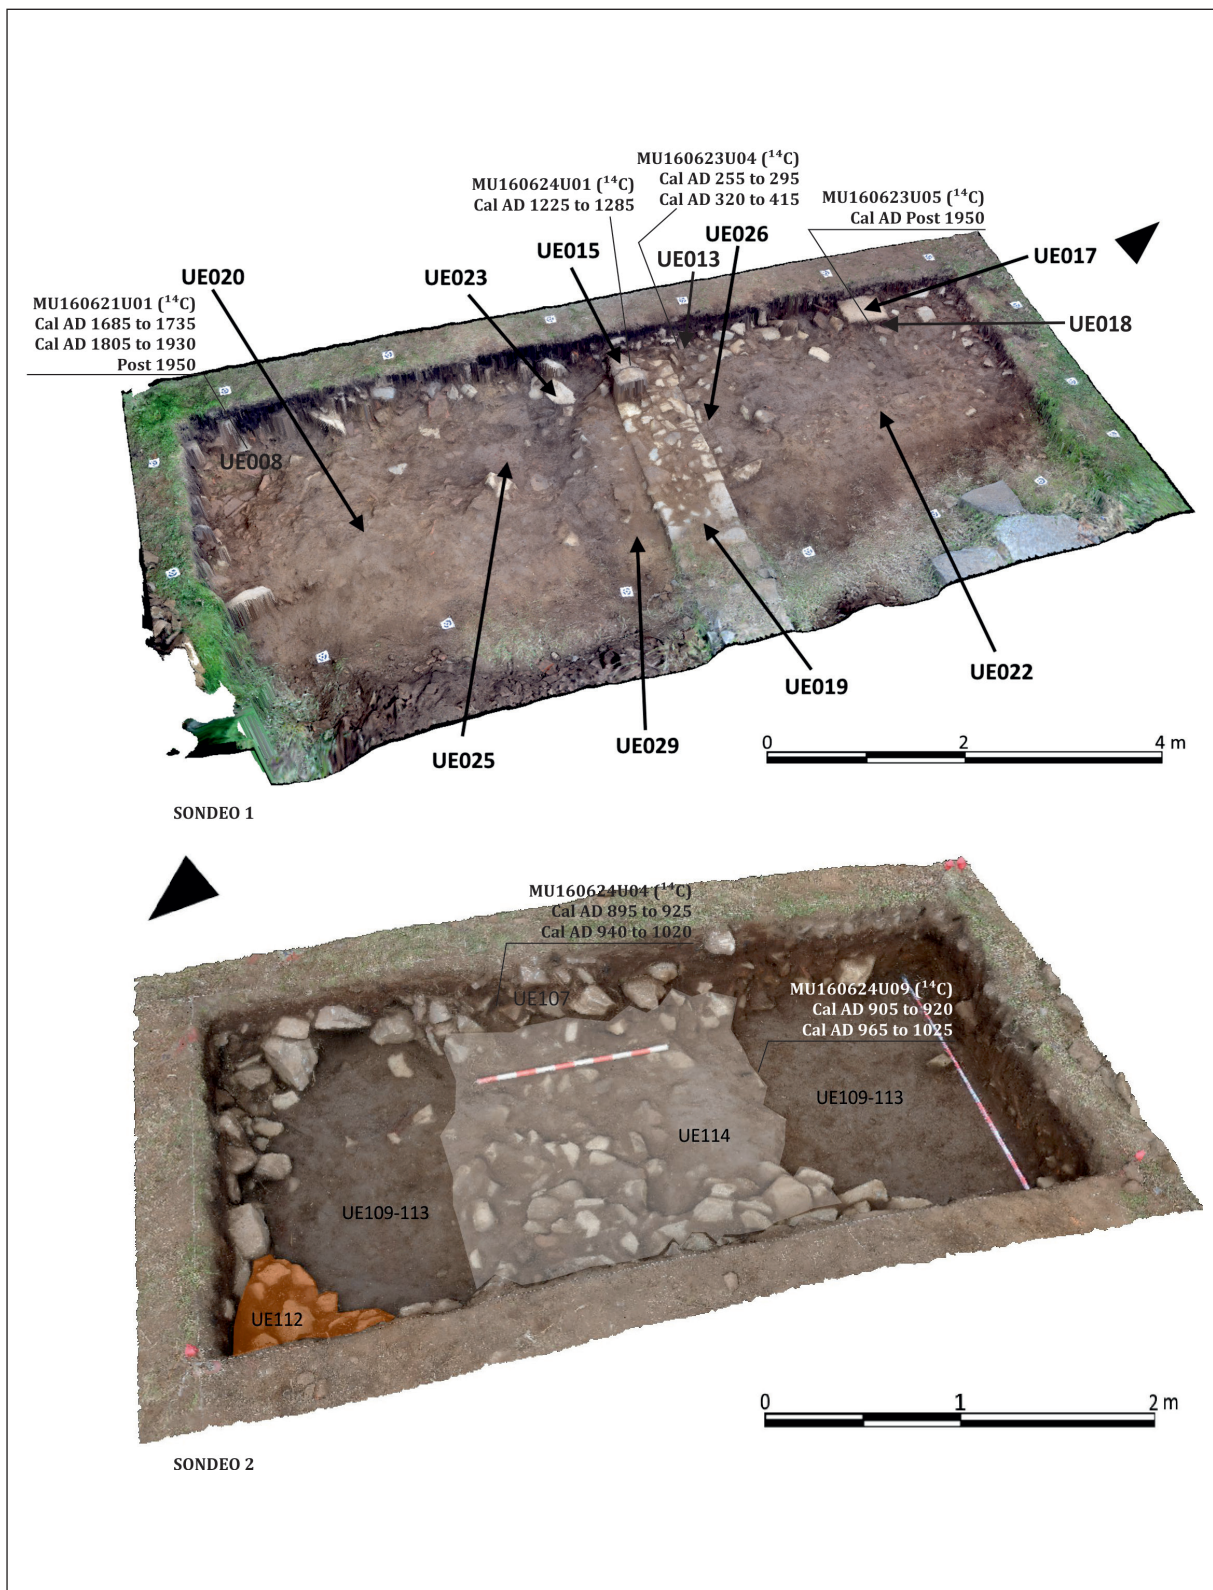 MU160623U04 (¹⁴C)
Cal AD 255 to 295
Cal AD 320 to 415
MU160624U01 (¹⁴C)
Cal AD 1225 to 1285
MU160623U05 (¹⁴C)
Cal AD Post 1950
MU160621U01 (¹⁴C)
Cal AD 1685 to 1735
Cal AD 1805 to 1930
Post 1950
UE020
UE023
UE015
UE013
UE026
UE017
UE018
UE008
UE025
UE029
UE019
UE022
0 2 4 m
SONDEO 1
MU160624U04 (¹⁴C)
Cal AD 895 to 925
Cal AD 940 to 1020
UE107
MU160624U09 (¹⁴C)
Cal AD 905 to 920
Cal AD 965 to 1025
UE109-113
UE114
UE109-113
UE112
0 1 2 m
SONDEO 2